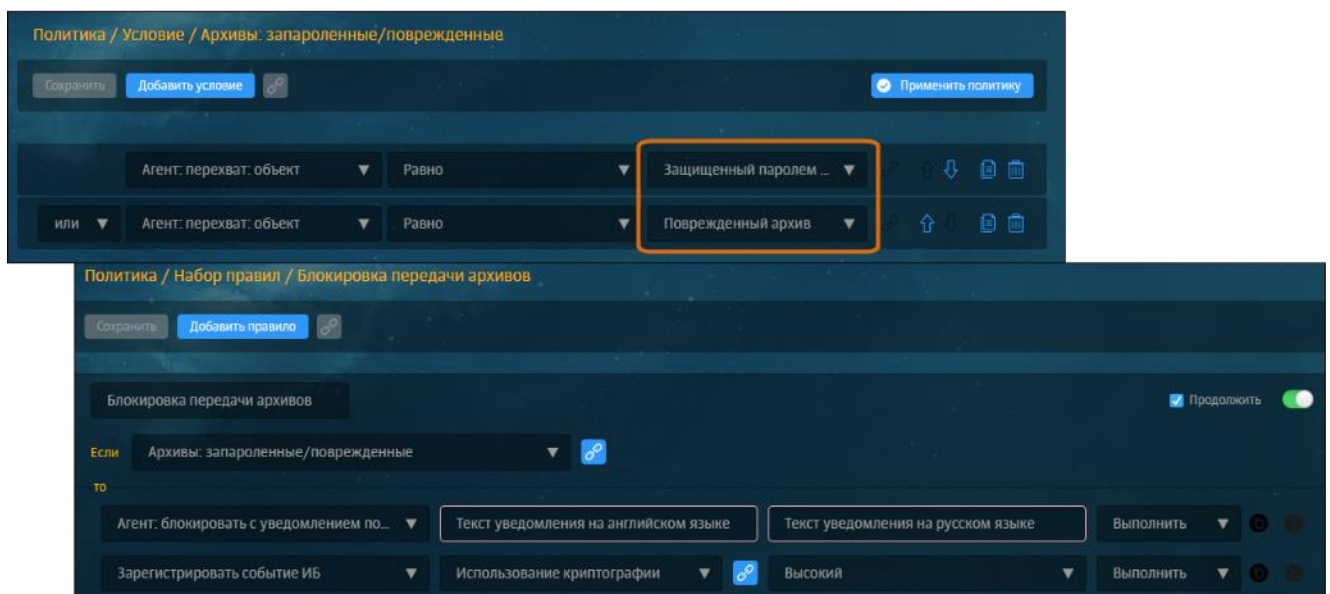 Политика / Условие / Архивы: запароленные/поврежденные
Сохранить Добавить условие Применить политику
Агент: перехват: объект Равно Защищенный паролем ...
или Агент: перехват: объект Равно Поврежденный архив
Политика / Набор правил / Блокировка передачи архивов
Сохранить Добавить правило
Блокировка передачи архивов Продолжить
Если Архивы: запароленные/поврежденные
то
Агент: блокировать с уведомлением по... Текст уведомления на английском языке Текст уведомления на русском языке Выполнить
Зарегистрировать событие ИБ Использование криптографии Высокий Выполнить